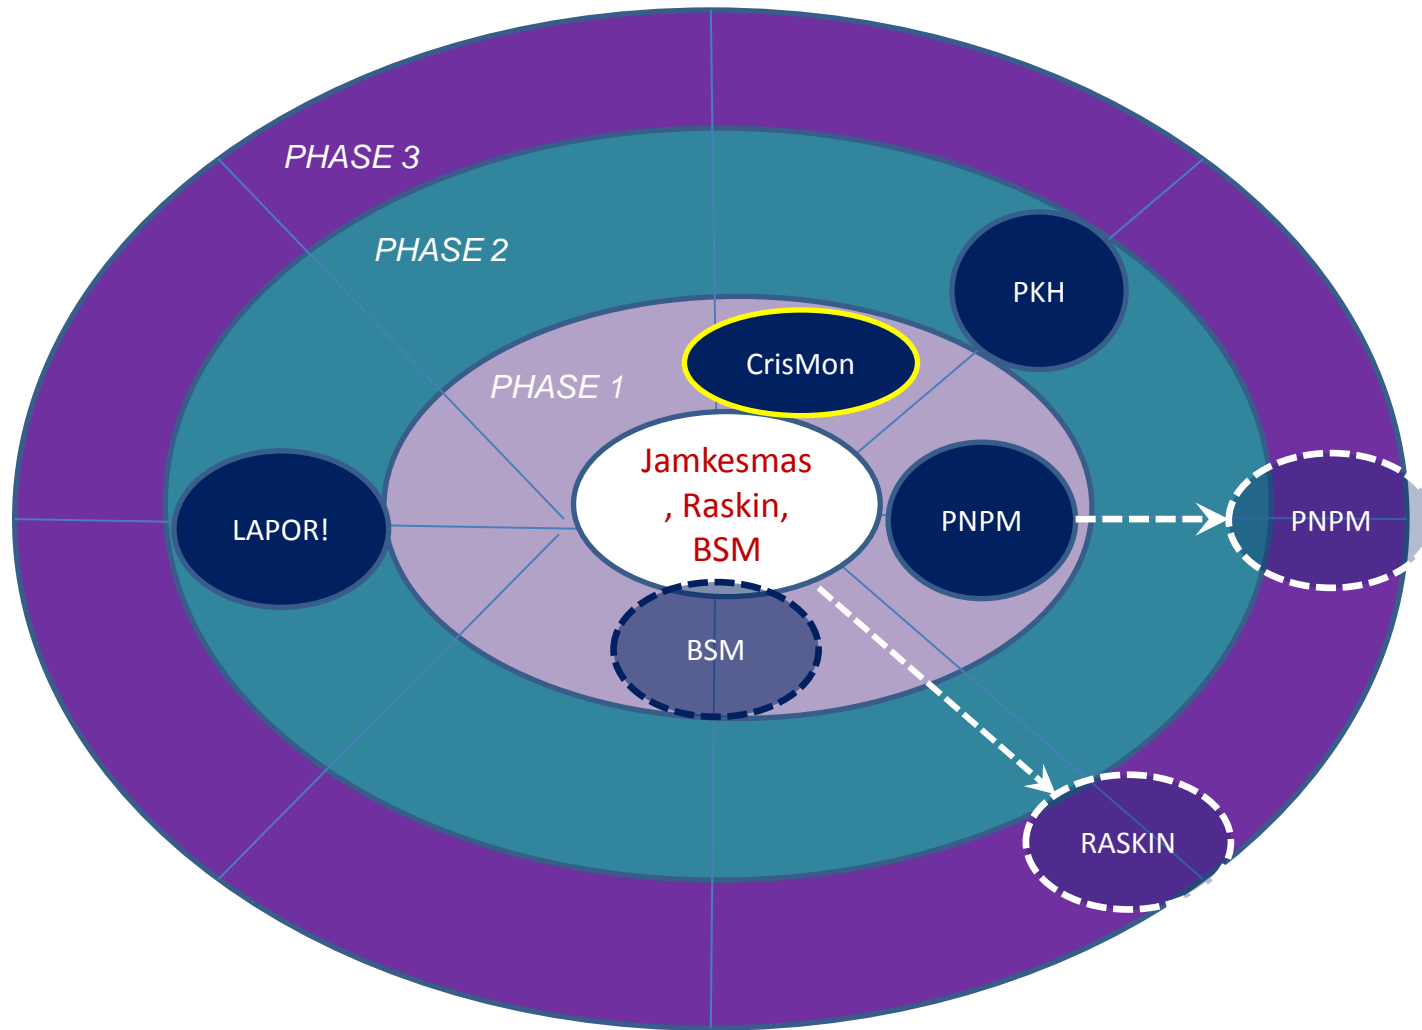 PHASE 3
PHASE 2
PKH
CrisMon
PHASE 1
Jamkesmas
, Raskin,
BSM
LAPOR!
PNPM
PNPM
BSM
RASKIN